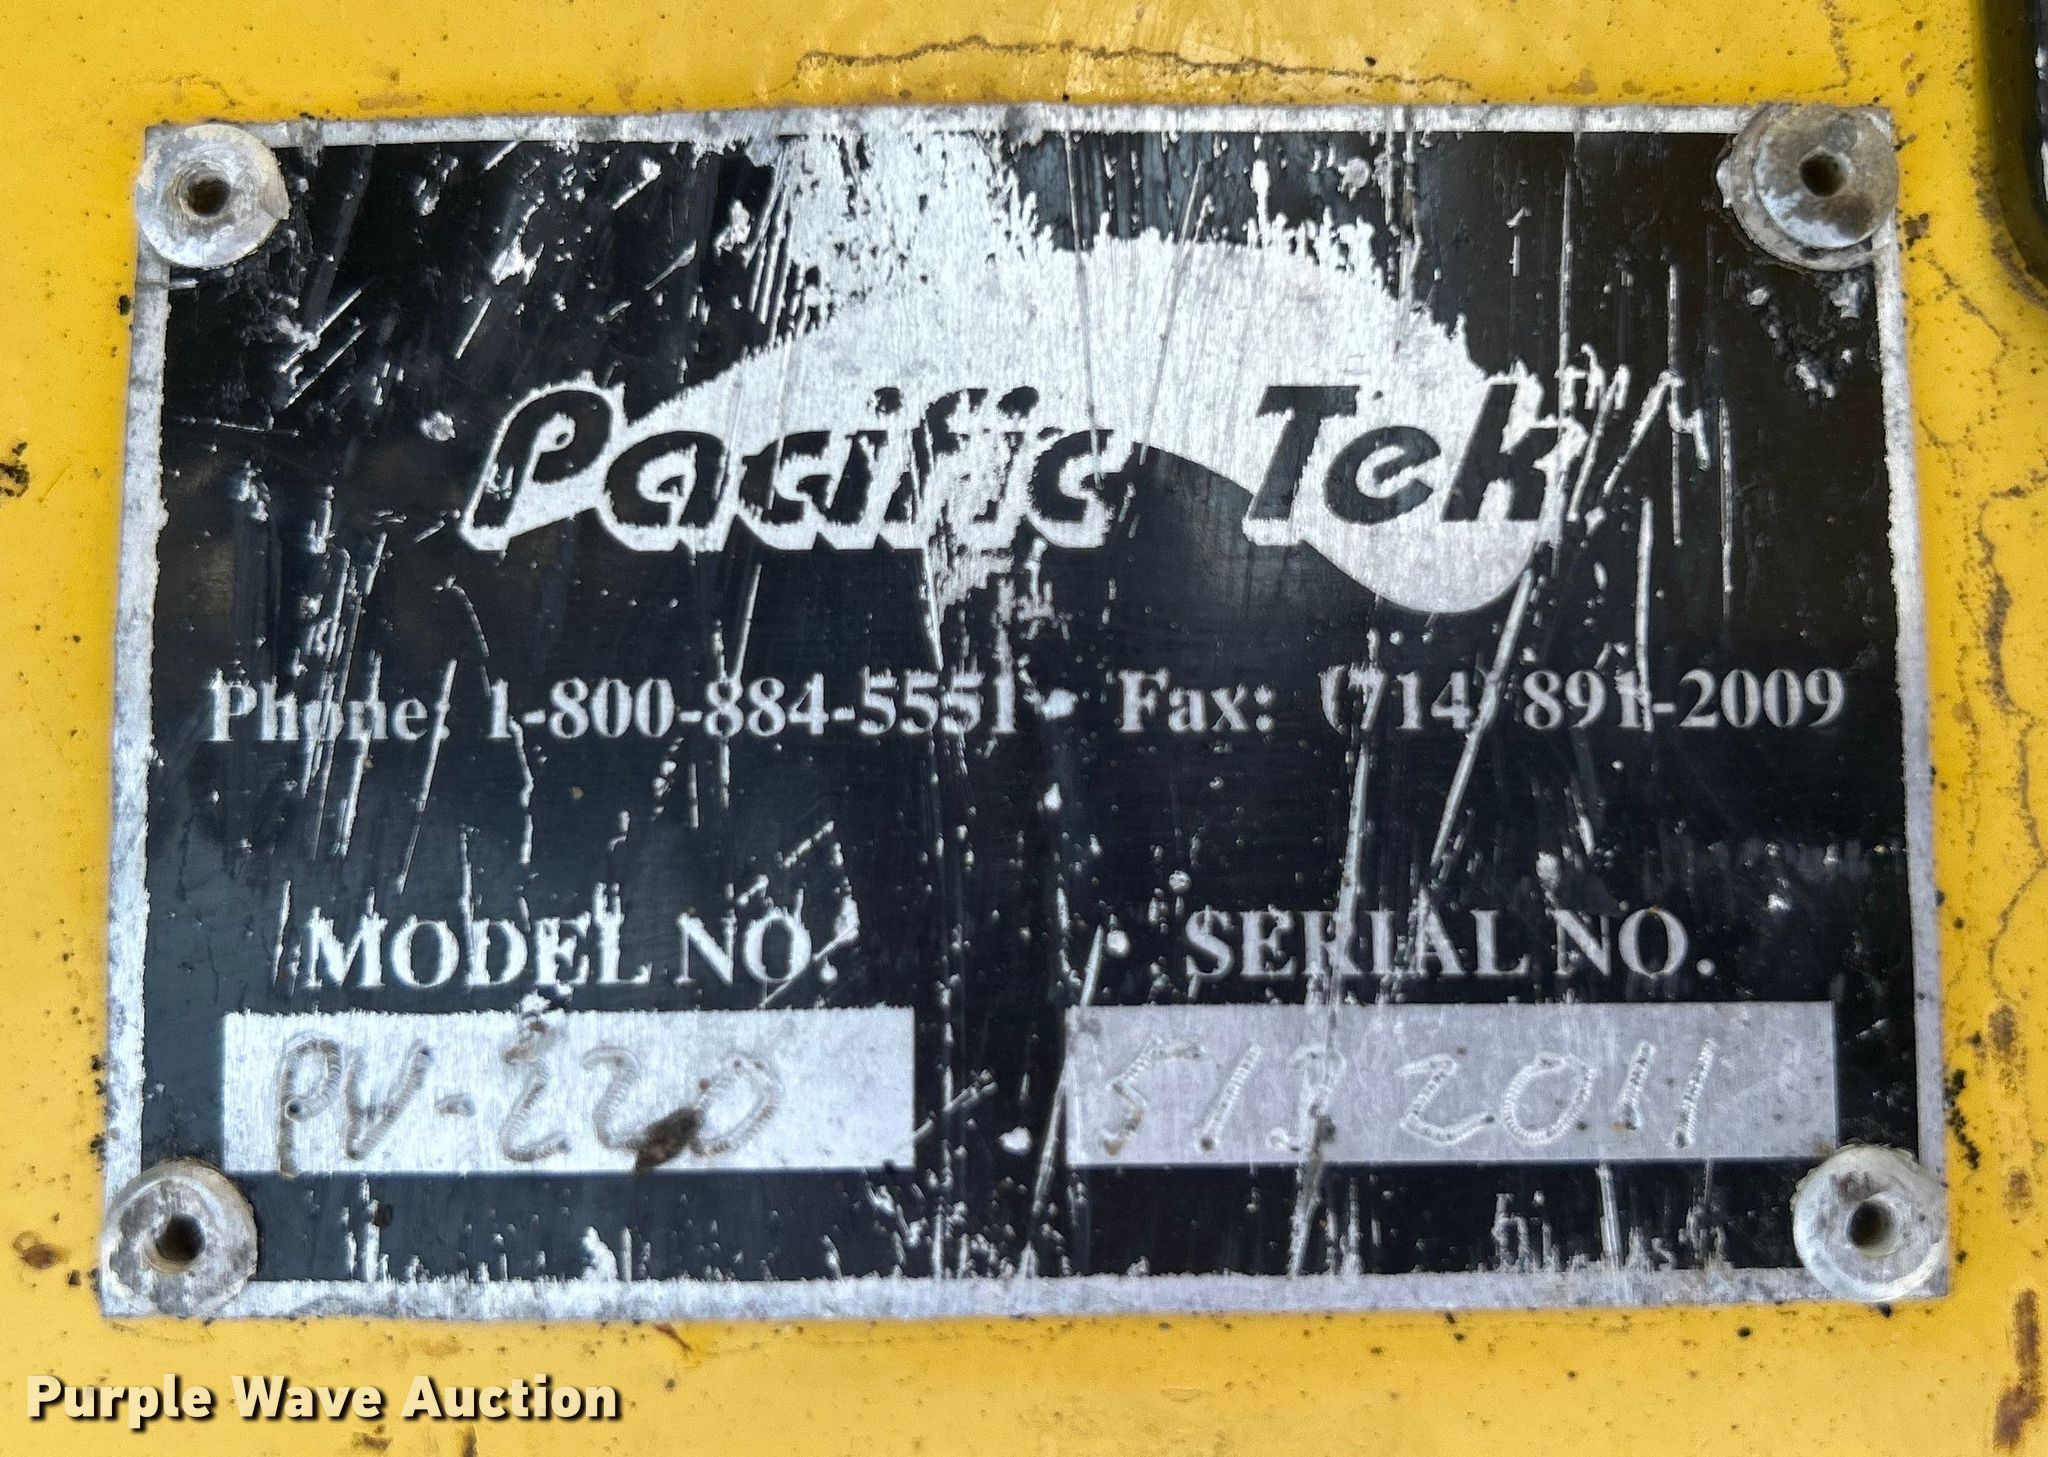 Pacific Tek
Phone: 1-800-884-5551 • Fax: (714) 891-2009
MODEL NO. SERIAL NO.
PV-220 5132011
Purple Wave Auction